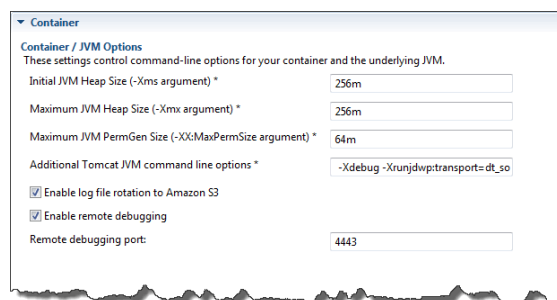 Container
Container / JVM Options
These settings control command-line options for your container and the underlying JVM.
Initial JVM Heap Size (-Xms argument) * 256m
Maximum JVM Heap Size (-Xmx argument) * 256m
Maximum JVM PermGen Size (-XX:MaxPermSize argument) * 64m
Additional Tomcat JVM command line options * -Xdebug -Xrunjdwp:transport=dt_so
Enable log file rotation to Amazon S3
Enable remote debugging
Remote debugging port: 4443